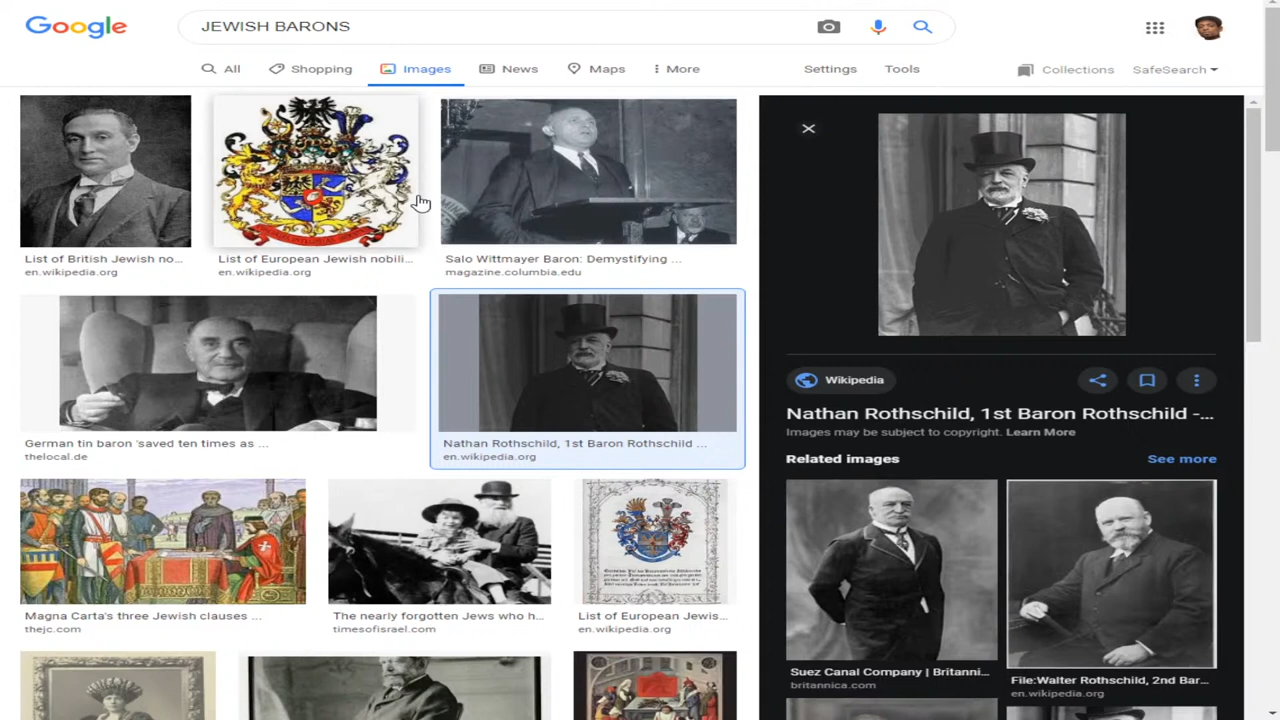 Google
JEWISH BARONS
All
Shopping
Images
News
Maps
More
Settings
Tools
Collections
SafeSearch
List of British Jewish no...
en.wikipedia.org
List of European Jewish nobili...
en.wikipedia.org
Salo Wittmayer Baron: Demystifying ...
magazine.columbia.edu
German tin baron 'saved ten times as ...
thelocal.de
Nathan Rothschild, 1st Baron Rothschild ...
en.wikipedia.org
Magna Carta's three Jewish clauses ...
thejc.com
The nearly forgotten Jews who h...
timesofisrael.com
List of European Jewis...
en.wikipedia.org
Wikipedia
Nathan Rothschild, 1st Baron Rothschild -...
Images may be subject to copyright. Learn More
Related images
See more
Suez Canal Company | Britanni...
britannica.com
File:Walter Rothschild, 2nd Bar...
en.wikipedia.org